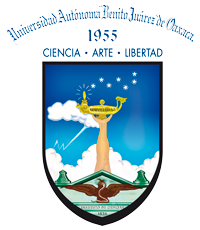 Universidad Autónoma Benito Juárez de Oaxaca.
1955
CIENCIA • ARTE • LIBERTAD